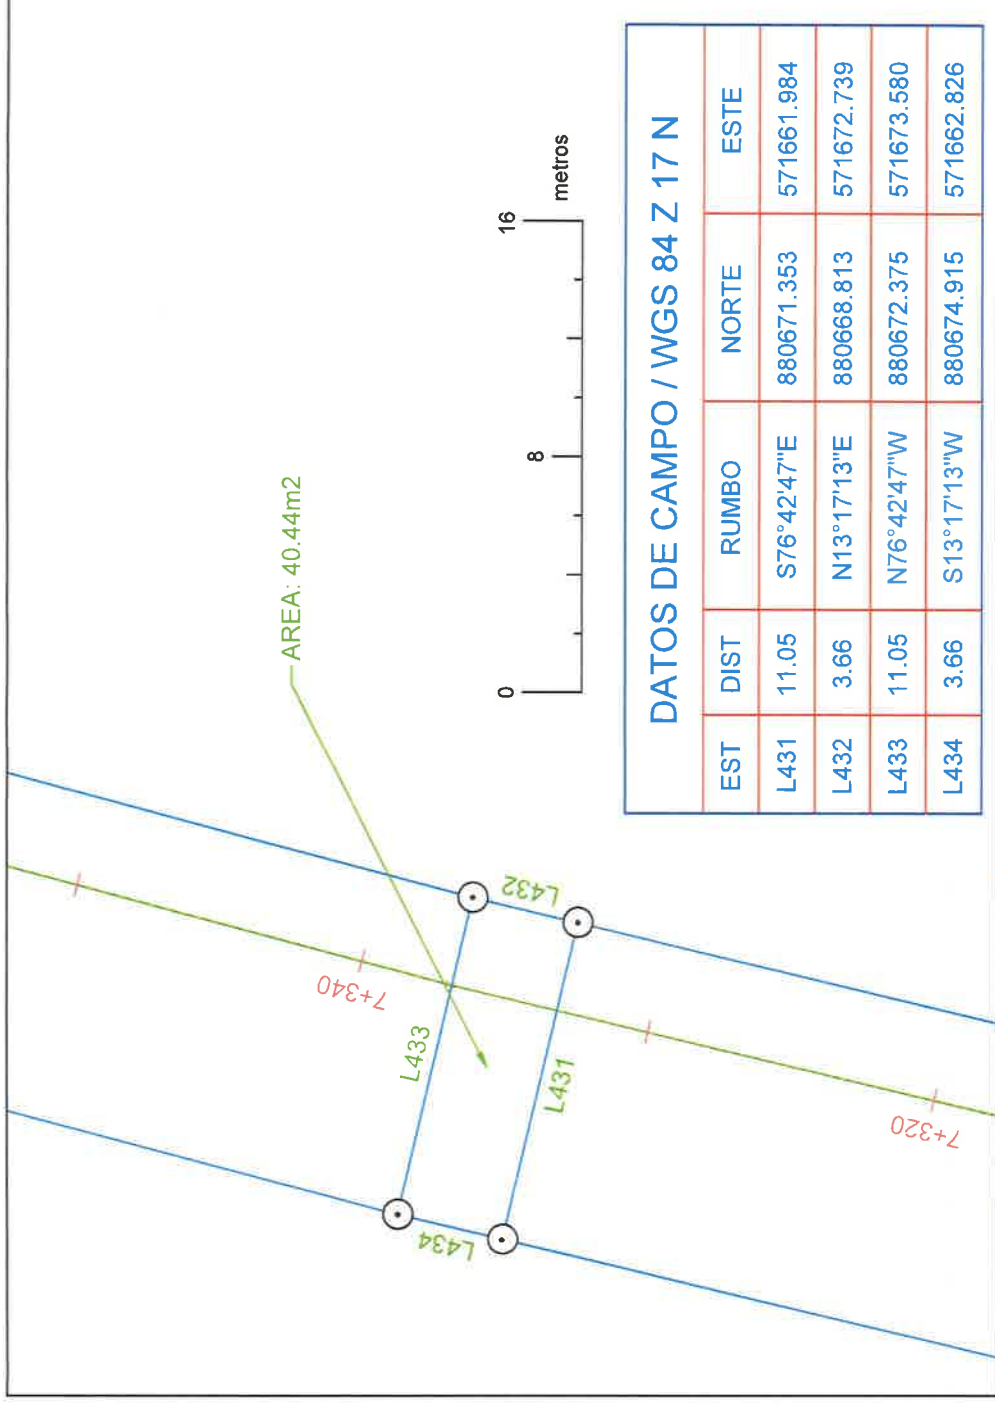 AREA: 40.44m2
7+340
7+320
L433
L432
L434
L431
0 8 16
metros
DATOS DE CAMPO / WGS 84 Z 17 N
EST DIST RUMBO NORTE ESTE
L431 11.05 S76°42'47"E 880671.353 571661.984
L432 3.66 N13°17'13"E 880668.813 571672.739
L433 11.05 N76°42'47"W 880672.375 571673.580
L434 3.66 S13°17'13"W 880674.915 571662.826